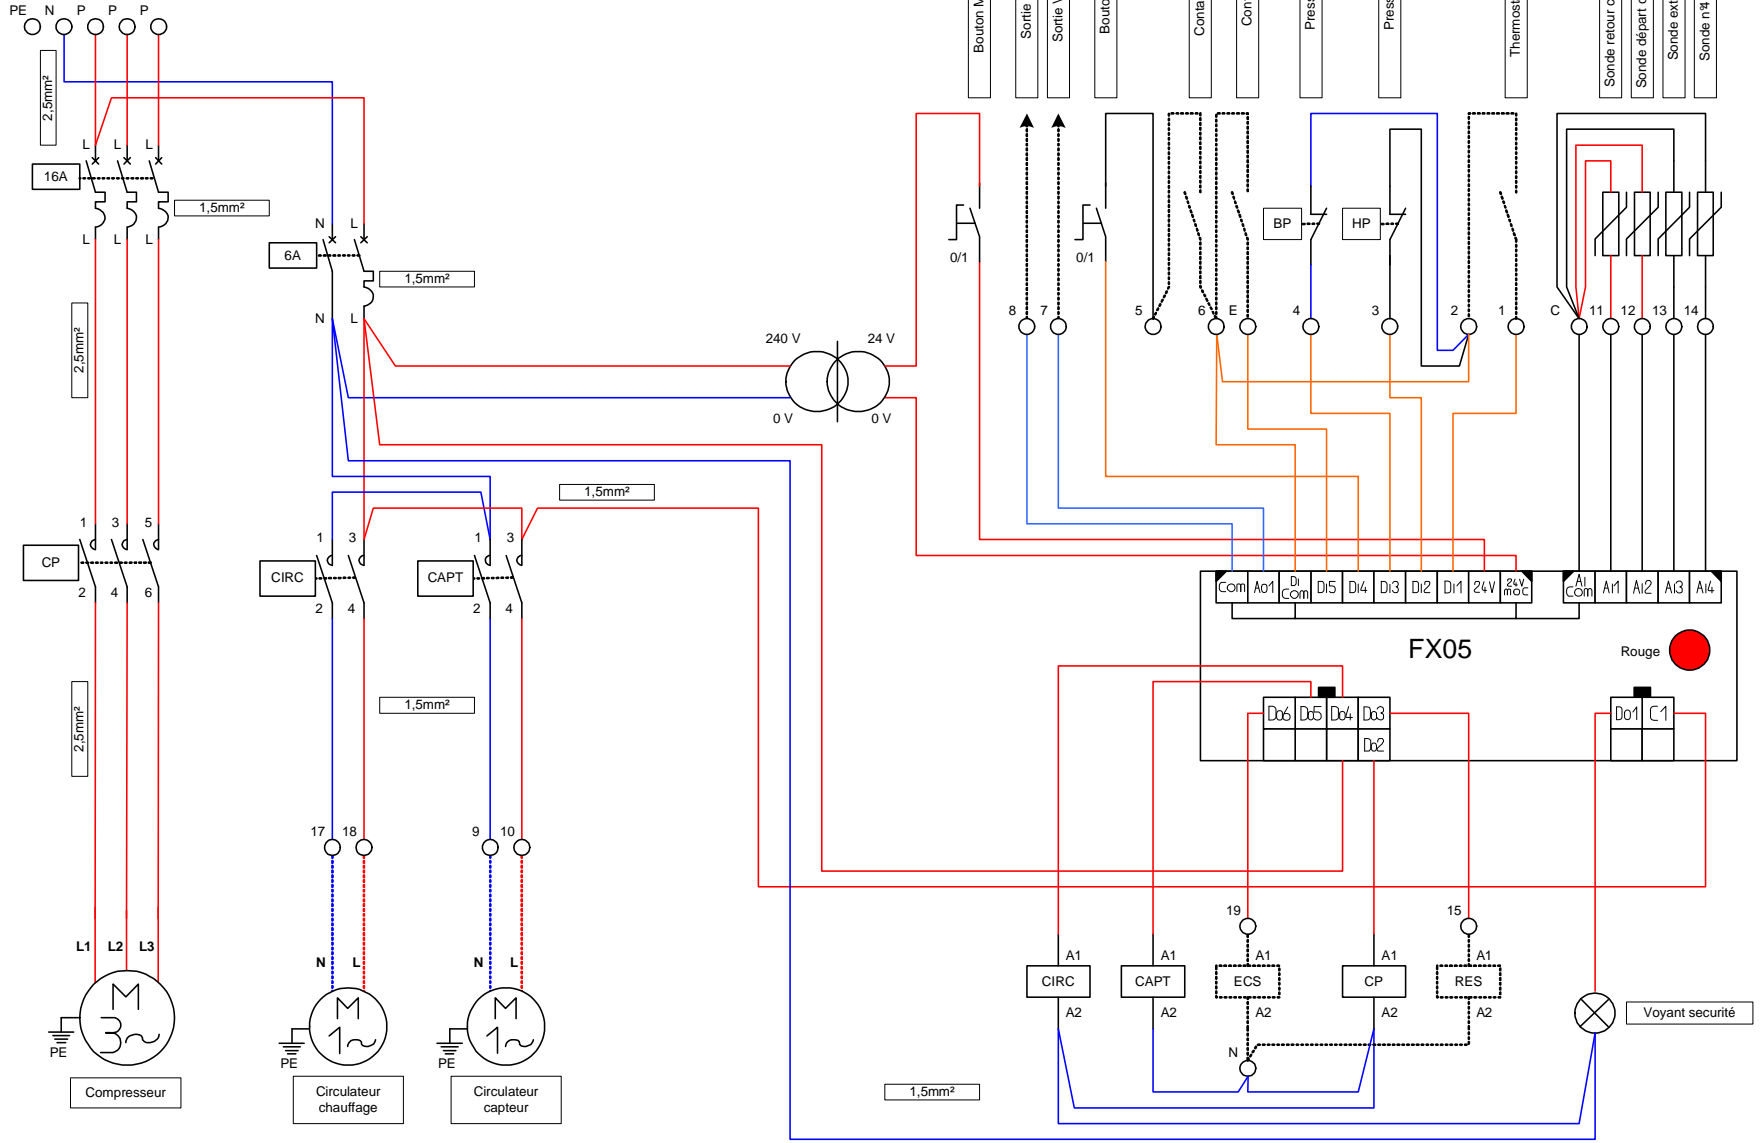 PE N P P P
Bouton
Sortie
Sortie
Press
Press
Thermost
Sonde retour
Sonde départ
Sonde ext
Sonde n°4
2,5mm²
L L L
16A
1,5mm²
L L L
N L
6A
1,5mm²
N L
0/1
0/1
BP
HP
8 7 5 6 E 4 3 2 1 C 11 12 13 14
2,5mm²
240 V 24 V
0 V 0 V
1,5mm²
1 3 5
CP
2 4 6
1 3
CIRC
2 4
1 3
CAPT
2 4
Com Ao1 Di Com Di5 Di4 Di3 Di2 Di1 24V 24V moC
Ai Com Ai1 Ai2 Ai3 Ai4
FX05
Rouge
2,5mm²
1,5mm²
Do6 Do5 Do4 Do3
Do2
Do1 C1
17 18 9 10
19 15
L1 L2 L3
N L
N L
A1 A1 A1 A1 A1
CIRC CAPT ECS CP RES
A2 A2 A2 A2 A2
Voyant securité
N
M
3~
PE
M
1~
PE
M
1~
PE
Compresseur
Circulateur
chauffage
Circulateur
capteur
1,5mm²